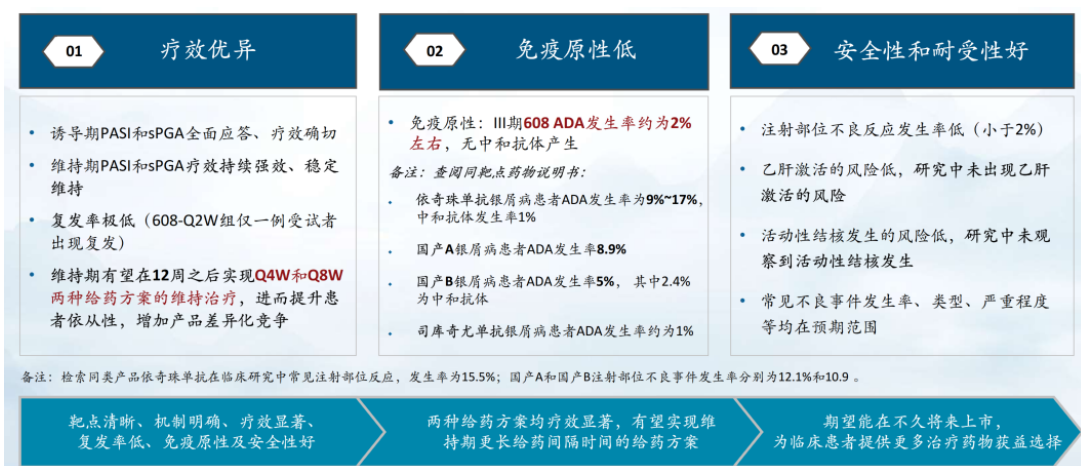 01
疗效优异
诱导期PASI和sPGA全面应答、疗效确切
维持期PASI和sPGA疗效持续强效、稳定
维持
复发率极低（608-Q2W组仅一例受试者
出现复发）
维持期有望在12周之后实现Q4W和Q8W
两种给药方案的维持治疗，进而提升患
者依从性，增加产品差异化竞争
02
免疫原性低
免疫原性：III期608 ADA发生率约为2%
左右，无中和抗体产生
备注：查阅同靶点药物说明书：
依奇珠单抗银屑病患者ADA发生率为9%~17%，
中和抗体发生率1%
国产A银屑病患者ADA发生率8.9%
国产B银屑病患者ADA发生率5%， 其中2.4%
为中和抗体
司库奇尤单抗银屑病患者ADA发生率约为1%
03
安全性和耐受性好
注射部位不良反应发生率低（小于2%）
乙肝激活的风险低，研究中未出现乙肝
激活的风险
活动性结核发生的风险低，研究中未观
察到活动性结核发生
常见不良事件发生率、类型、严重程度
等均在预期范围
备注：检索同类产品依奇珠单抗在临床研究中常见注射部位反应，发生率为15.5%；国产A和国产B注射部位不良事件发生率分别为12.1%和10.9 。
靶点清晰、机制明确、疗效显著、
复发率低、免疫原性及安全性好
两种给药方案均疗效显著，有望实现维
持期更长给药间隔时间的给药方案
期望能在不久将来上市，
为临床患者提供更多治疗药物获益选择